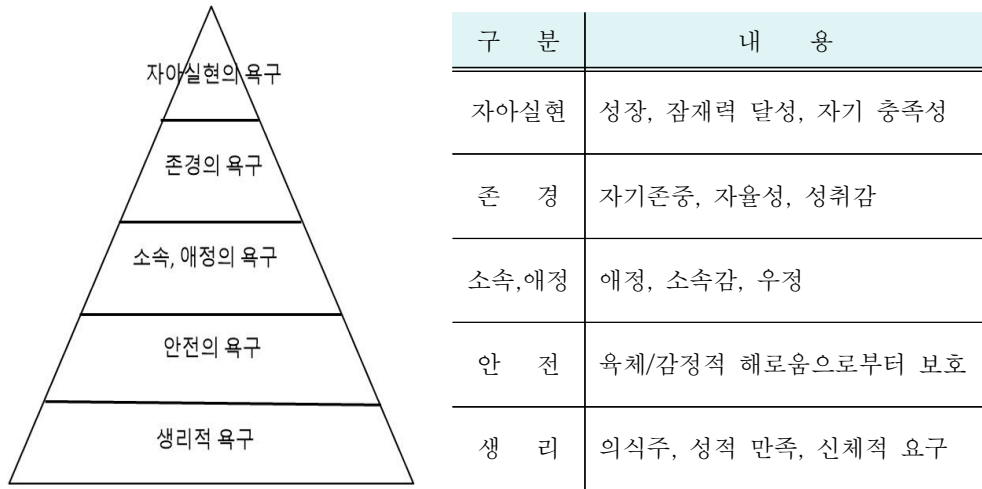 자아실현의 욕구
존경의 욕구
소속, 애정의 욕구
안전의 욕구
생리적 욕구
구 분 내 용
자아실현 성장, 잠재력 달성, 자기 충족성
존 경 자기존중, 자율성, 성취감
소속,애정 애정, 소속감, 우정
안 전 육체/감정적 해로움으로부터 보호
생 리 의식주, 성적 만족, 신체적 요구